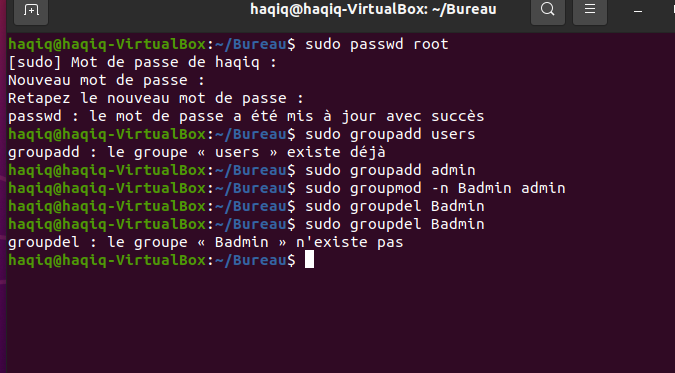 haqiq@haqiq-VirtualBox: ~/Bureau
haqiq@haqiq-VirtualBox:~/Bureau$ sudo passwd root
[sudo] Mot de passe de haqiq :
Nouveau mot de passe :
Retapez le nouveau mot de passe :
passwd : le mot de passe a été mis à jour avec succès
haqiq@haqiq-VirtualBox:~/Bureau$ sudo groupadd users
groupadd : le groupe « users » existe déjà
haqiq@haqiq-VirtualBox:~/Bureau$ sudo groupadd admin
haqiq@haqiq-VirtualBox:~/Bureau$ sudo groupmod -n Badmin admin
haqiq@haqiq-VirtualBox:~/Bureau$ sudo groupdel Badmin
haqiq@haqiq-VirtualBox:~/Bureau$ sudo groupdel Badmin
groupdel : le groupe « Badmin » n'existe pas
haqiq@haqiq-VirtualBox:~/Bureau$